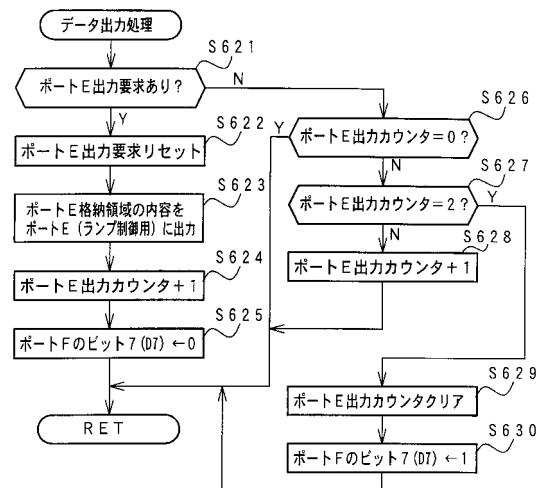 データ出力処理
S621
ポートE出力要求あり?
N
Y
S622
ポートE出力要求リセット
S623
ポートE格納領域の内容を
ポートE(ランプ制御用)に出力
S624
ポートE出力カウンタ+1
S625
ポートFのビット7(D7)←0
RET
S626
ポートE出力カウンタ=0?
Y
N
S627
ポートE出力カウンタ=2?
Y
N
S628
ポートE出力カウンタ+1
S629
ポートE出力カウンタクリア
S630
ポートFのビット7(D7)←1